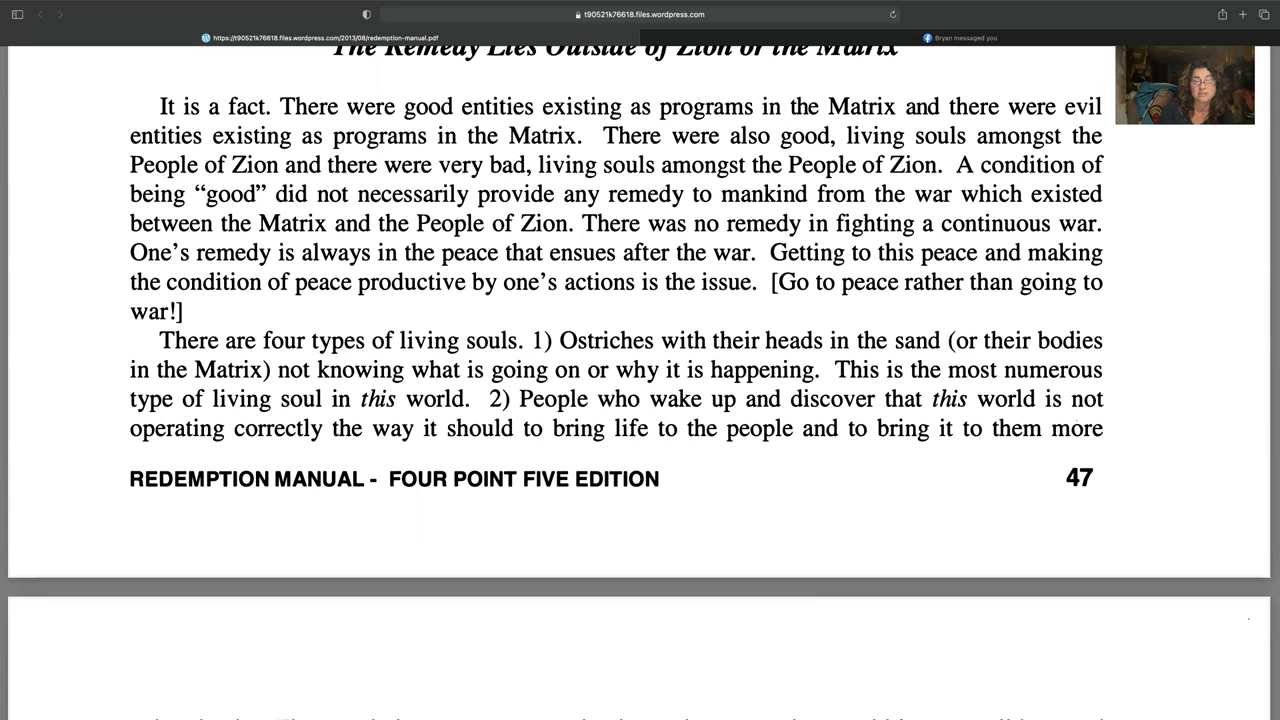 t90521k76618.files.wordpress.com
https://t90521k76618.files.wordpress.com/2013/08/redemption-manual.pdf
Bryan messaged you
The Remedy Lies Outside of Zion or the Matrix
It is a fact. There were good entities existing as programs in the Matrix and there were evil
entities existing as programs in the Matrix. There were also good, living souls amongst the
People of Zion and there were very bad, living souls amongst the People of Zion. A condition of
being “good” did not necessarily provide any remedy to mankind from the war which existed
between the Matrix and the People of Zion. There was no remedy in fighting a continuous war.
One’s remedy is always in the peace that ensues after the war. Getting to this peace and making
the condition of peace productive by one’s actions is the issue. [Go to peace rather than going to
war!]
There are four types of living souls. 1) Ostriches with their heads in the sand (or their bodies
in the Matrix) not knowing what is going on or why it is happening. This is the most numerous
type of living soul in this world. 2) People who wake up and discover that this world is not
operating correctly the way it should to bring life to the people and to bring it to them more
REDEMPTION MANUAL - FOUR POINT FIVE EDITION 47